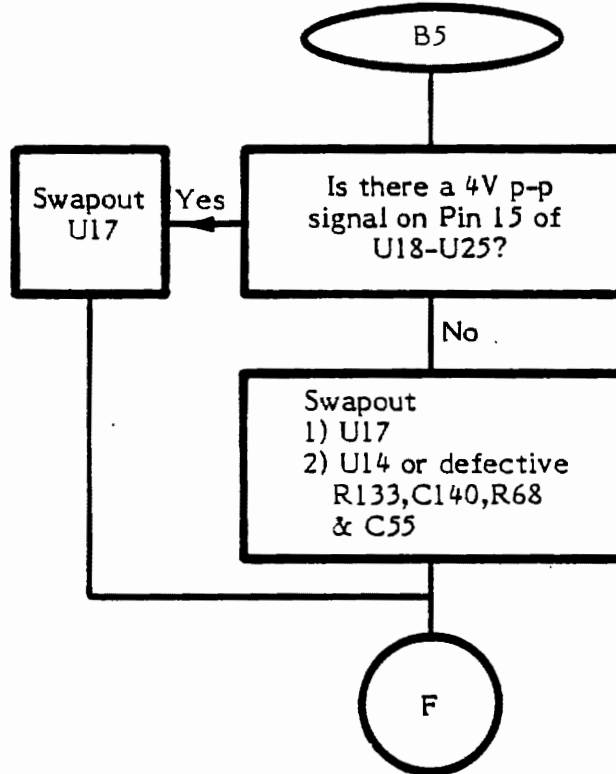 B5
Is there a 4V p-p
signal on Pin 15 of
U18-U25?
Yes
Swapout
U17
No
Swapout
1) U17
2) U14 or defective
R133,C140,R68
& C55
F